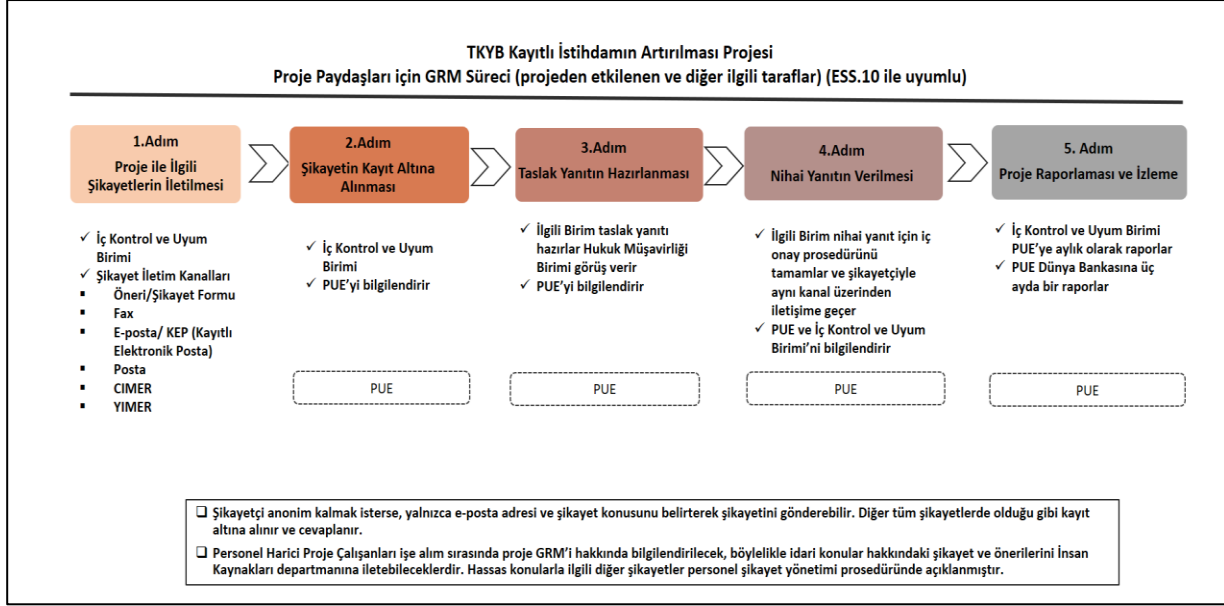 TKYB Kayıtlı İstihdamın Artırılması Projesi
Proje Paydaşları için GRM Süreci (projeden etkilenen ve diğer ilgili taraflar) (ESS.10 ile uyumlu)
1.Adım
Proje ile İlgili
Şikayetlerin İletilmesi
✓ İç Kontrol ve Uyum
Birimi
✓ Şikayet İletim Kanalları
▪ Öneri/Şikayet Formu
▪ Fax
▪ E-posta/ KEP (Kayıtlı
Elektronik Posta)
▪ Posta
▪ CIMER
▪ YIMER
2.Adım
Şikayetin Kayıt Altına
Alınması
✓ İç Kontrol ve Uyum
Birimi
✓ PUE'yi bilgilendirir
PUE
3.Adım
Taslak Yanıtın Hazırlanması
✓ İlgili Birim taslak yanıtı
hazırlar Hukuk Müşavirliği
Birimi görüş verir
✓ PUE'yi bilgilendirir
PUE
4.Adım
Nihai Yanıtın Verilmesi
✓ İlgili Birim nihai yanıt için iç
onay prosedürünü
tamamlar ve şikayetçiyle
aynı kanal üzerinden
iletişime geçer
✓ PUE ve İç Kontrol ve Uyum
Birimi'ni bilgilendirir
PUE
5. Adım
Proje Raporlaması ve İzleme
✓ İç Kontrol ve Uyum Birimi
PUE'ye aylık olarak raporlar
✓ PUE Dünya Bankasına üç
ayda bir raporlar
PUE
❑ Şikayetçi anonim kalmak isterse, yalnızca e-posta adresi ve şikayet konusunu belirterek şikayetini gönderebilir. Diğer tüm şikayetlerde olduğu gibi kayıt
altına alınır ve cevaplanır.
❑ Personel Harici Proje Çalışanları işe alım sırasında proje GRM'i hakkında bilgilendirilecek, böylelikle idari konular hakkındaki şikayet ve önerilerini İnsan
Kaynakları departmanına iletebileceklerdir. Hassas konularla ilgili diğer şikayetler personel şikayet yönetimi prosedüründe açıklanmıştır.